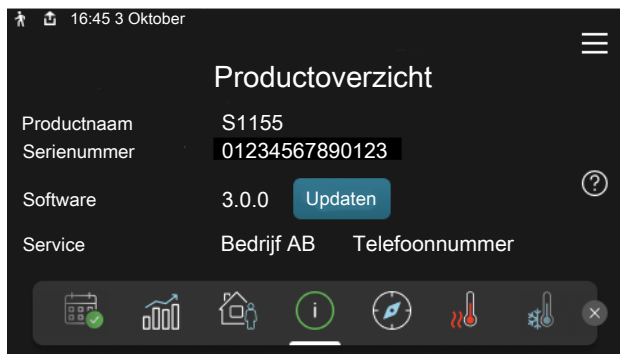 16:45 3 Oktober
Productoverzicht
Productnaam S1155
Serienummer 01234567890123
Software 3.0.0 Updaten
Service Bedrijf AB Telefoonnummer